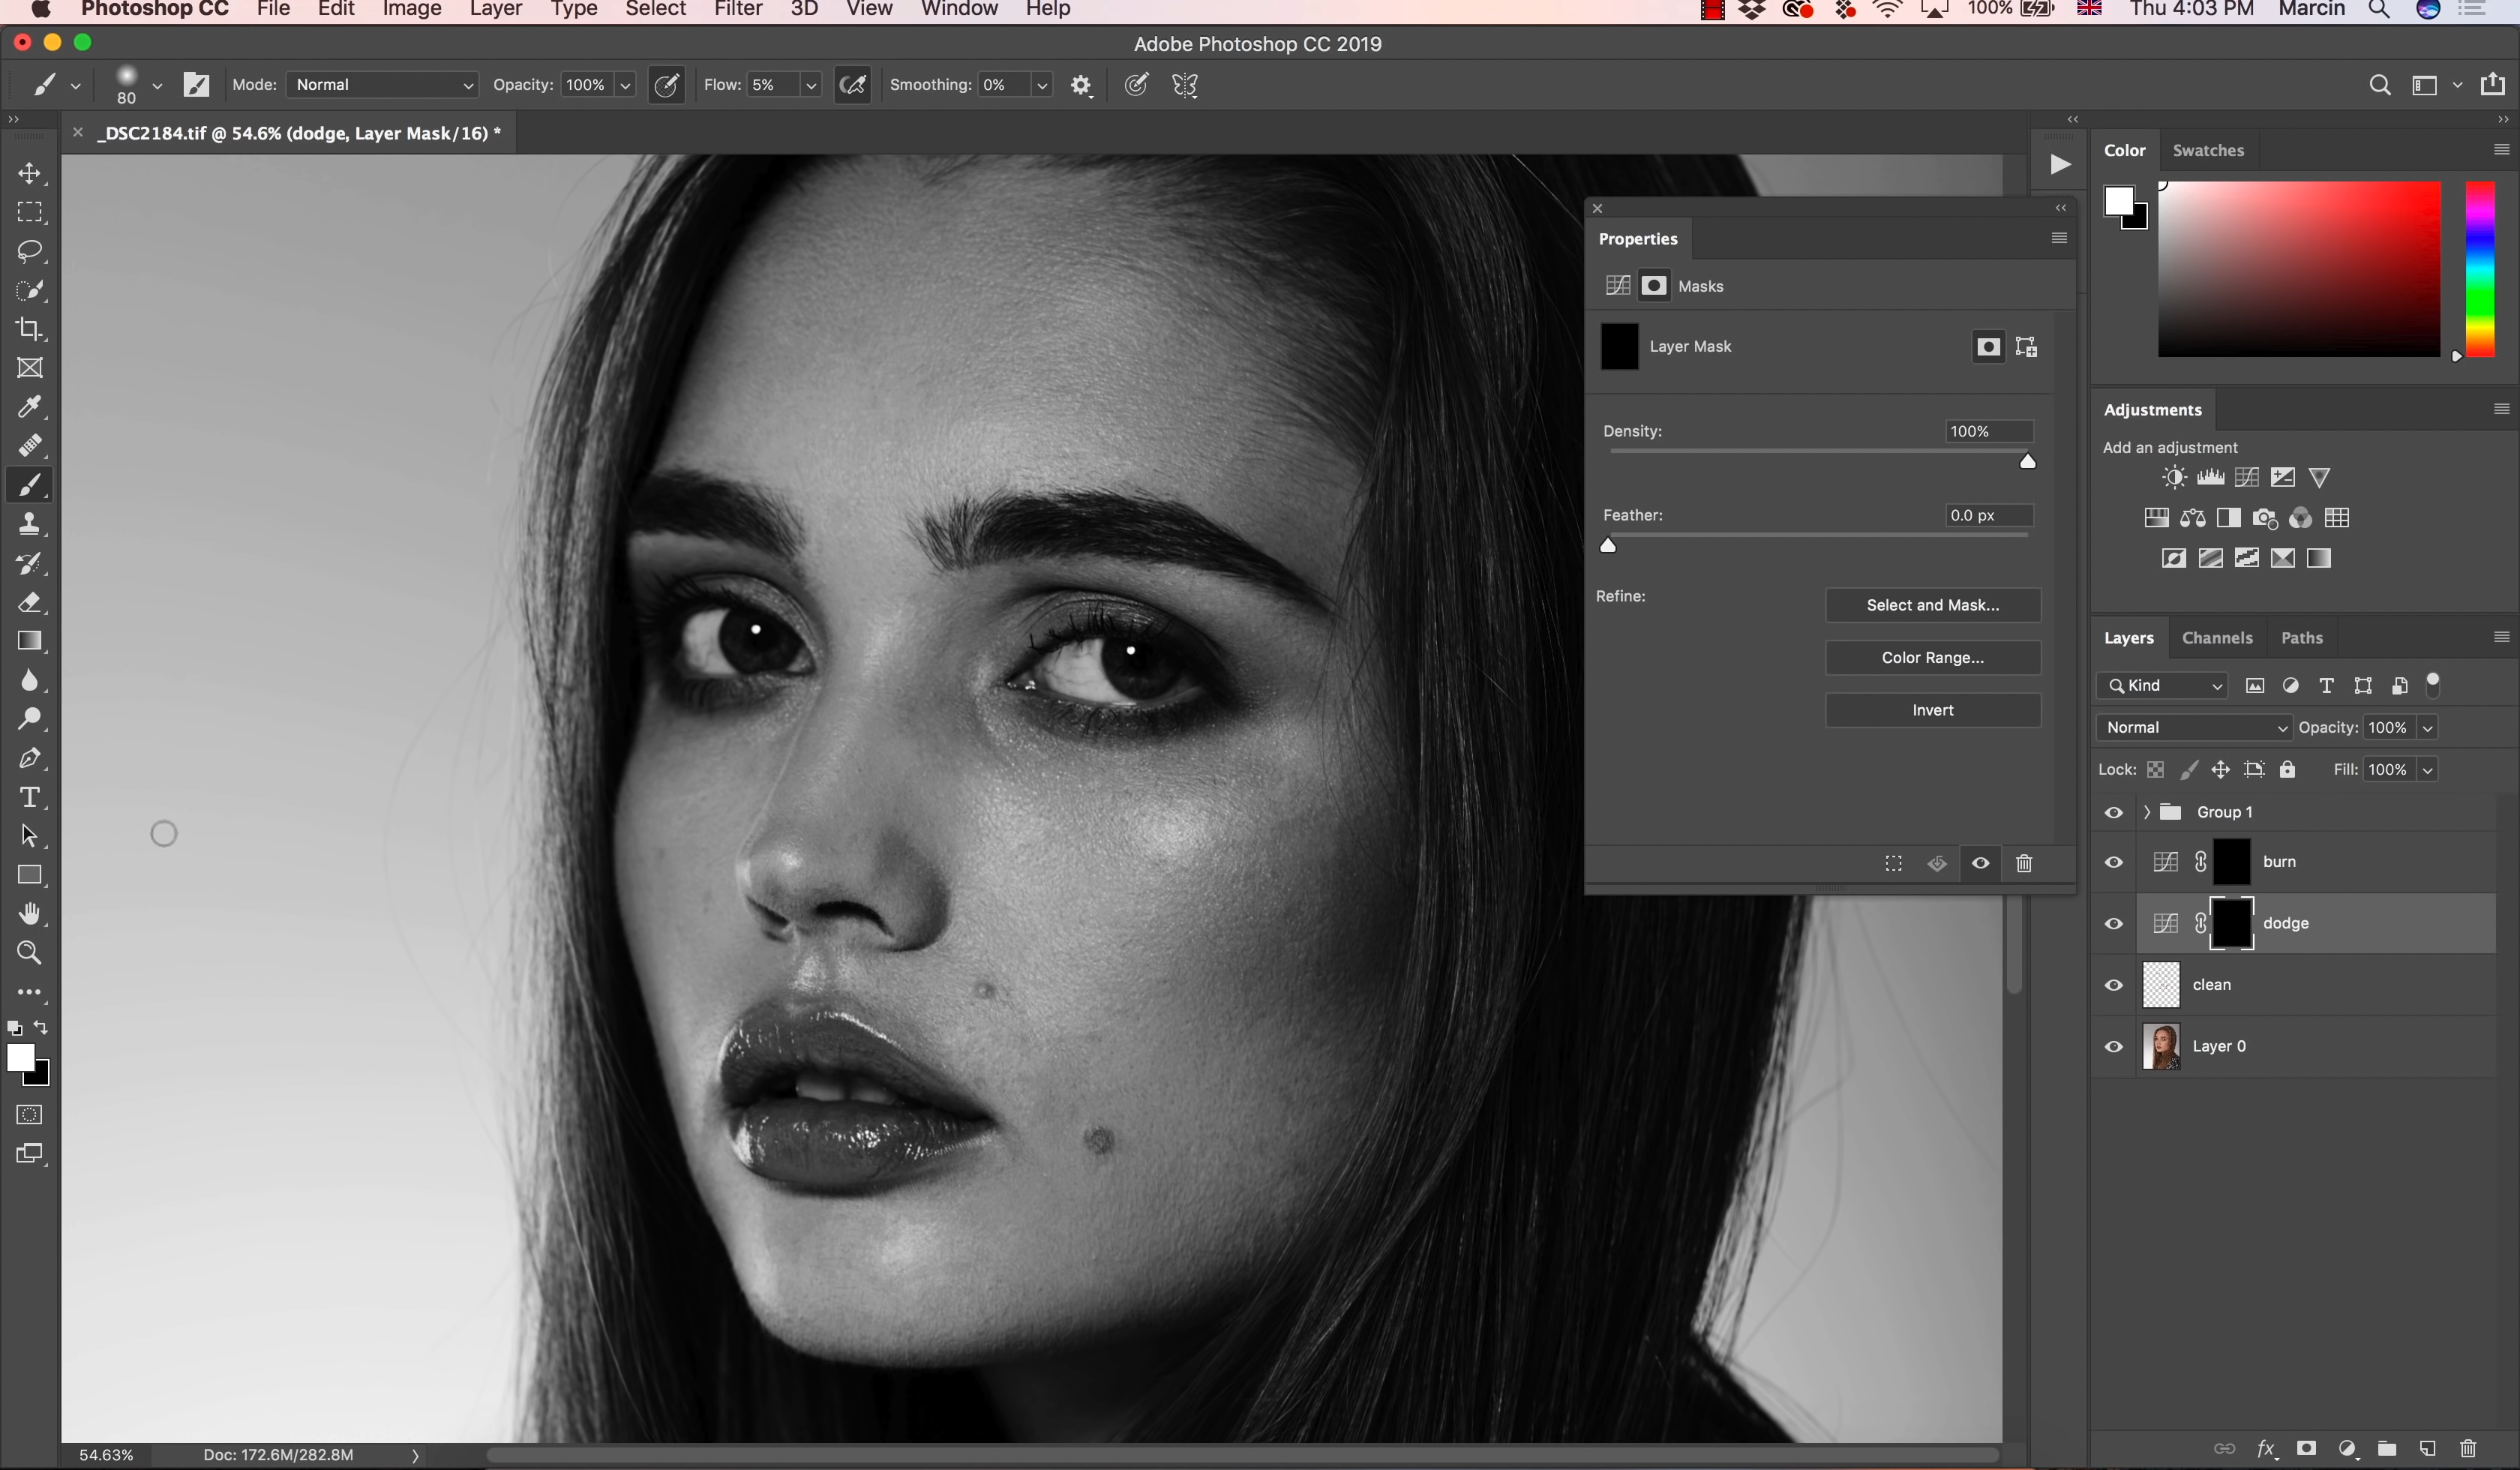 Photoshop CC File Edit Image Layer Type Select Filter 3D View Window Help 100% Thu 4:03 PM Marcin
Adobe Photoshop CC 2019
80 Mode: Normal Opacity: 100% Flow: 5% Smoothing: 0%
_DSC2184.tif @ 54.6% (dodge, Layer Mask/16) *
Properties
Masks
Layer Mask
Density: 100%
Feather: 0.0 px
Refine:
Select and Mask...
Color Range...
Invert
Color Swatches
Adjustments
Add an adjustment
Layers Channels Paths
Kind
Normal Opacity: 100%
Lock: Fill: 100%
Group 1
burn
dodge
clean
Layer 0
fx
54.63% Doc: 172.6M/282.8M